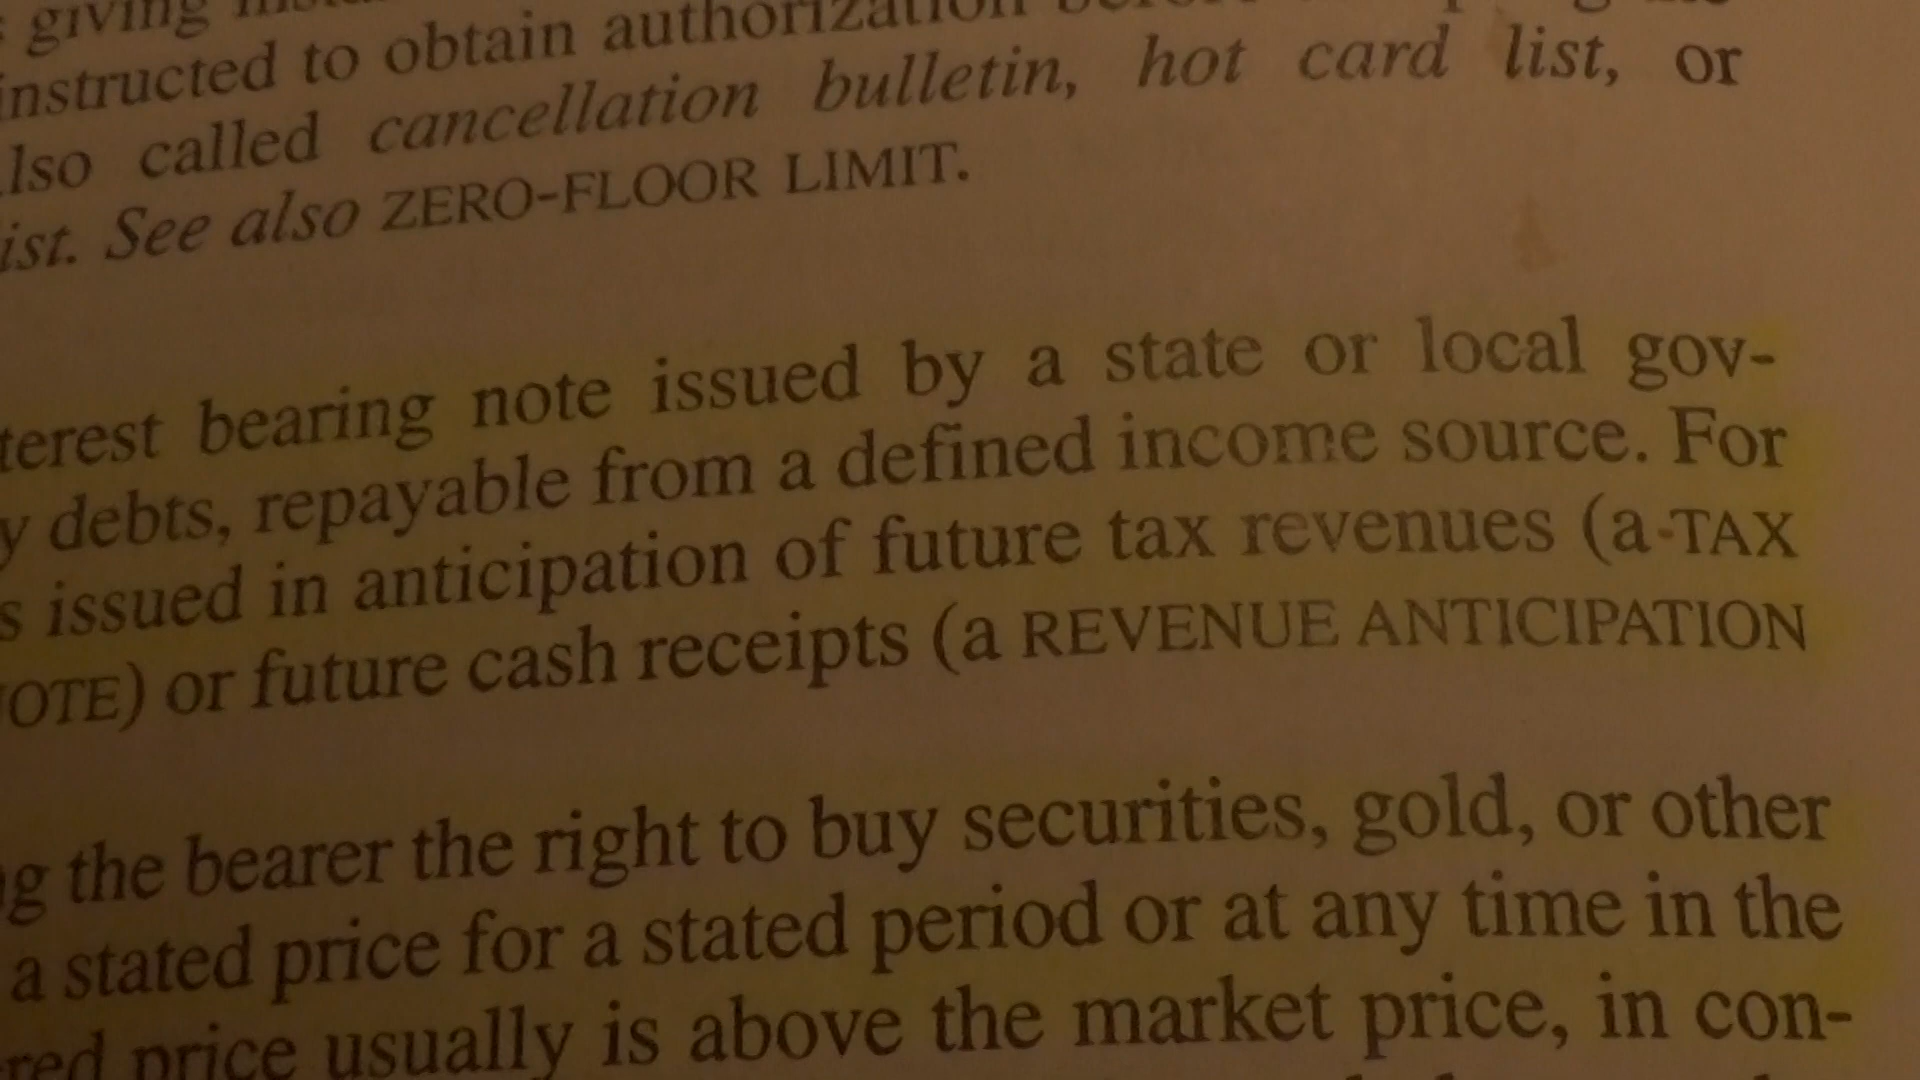 giving
instructed to obtain authorization
lso called cancellation bulletin, hot card list, or
ist. See also ZERO-FLOOR LIMIT.
terest bearing note issued by a state or local gov-
y debts, repayable from a defined income source. For
s issued in anticipation of future tax revenues (a TAX
OTE) or future cash receipts (a REVENUE ANTICIPATION
g the bearer the right to buy securities, gold, or other
a stated price for a stated period or at any time in the
red price usually is above the market price, in con-